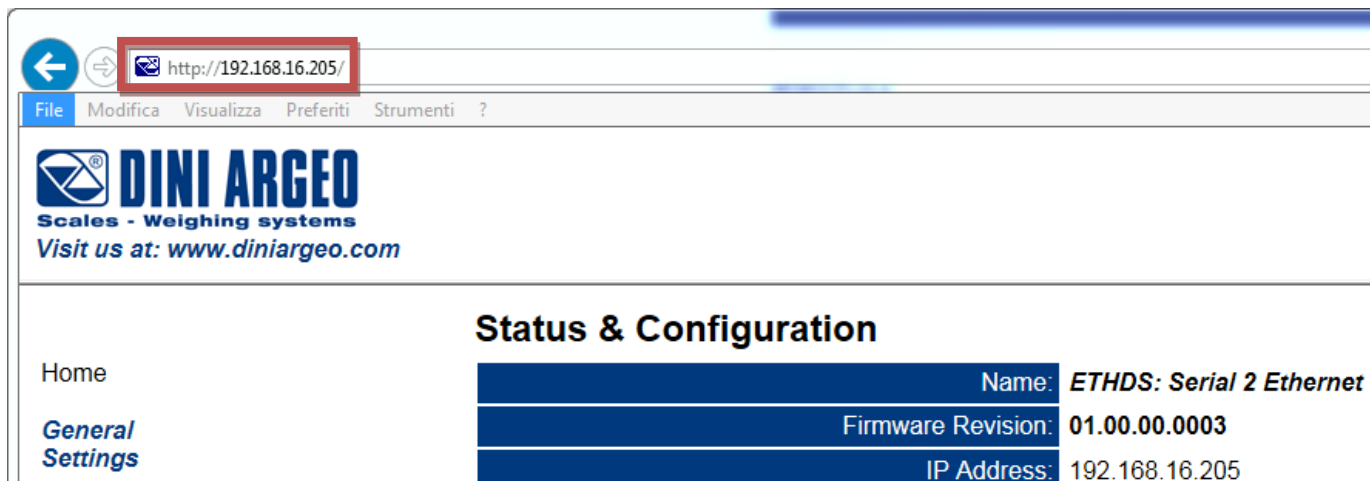 http://192.168.16.205/
File Modifica Visualizza Preferiti Strumenti ?
® DINI ARGEO
Scales - Weighing systems
Visit us at: www.diniargeo.com
Status & Configuration
Home
General
Settings
Name: ETHDS: Serial 2 Ethernet
Firmware Revision: 01.00.00.0003
IP Address: 192.168.16.205